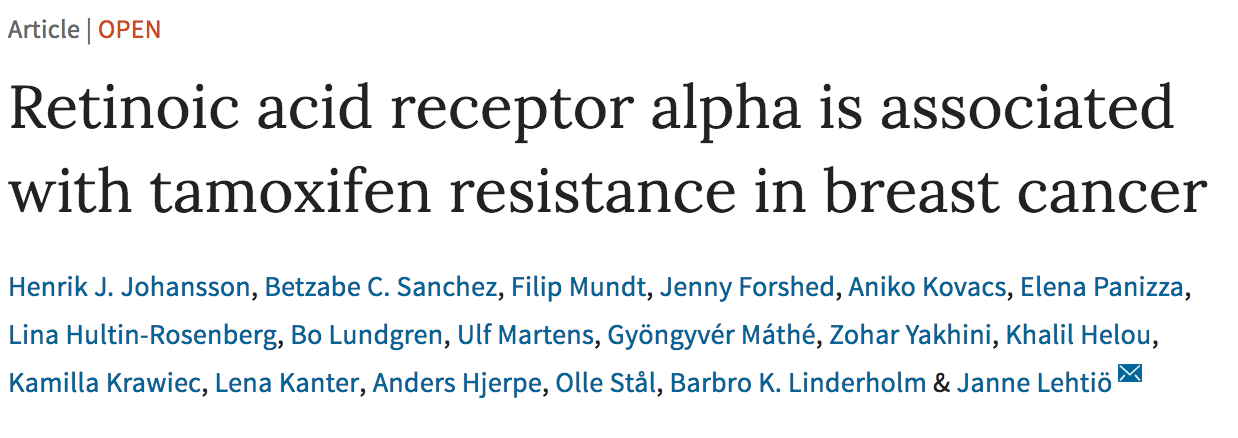 Article | OPEN
Retinoic acid receptor alpha is associated
with tamoxifen resistance in breast cancer
Henrik J. Johansson, Betzabe C. Sanchez, Filip Mundt, Jenny Forshed, Aniko Kovacs, Elena Panizza,
Lina Hultin-Rosenberg, Bo Lundgren, Ulf Martens, Gyöngyvér Máthé, Zohar Yakhini, Khalil Helou,
Kamilla Krawiec, Lena Kanter, Anders Hjerpe, Olle Stål, Barbro K. Linderholm & Janne Lehtiö